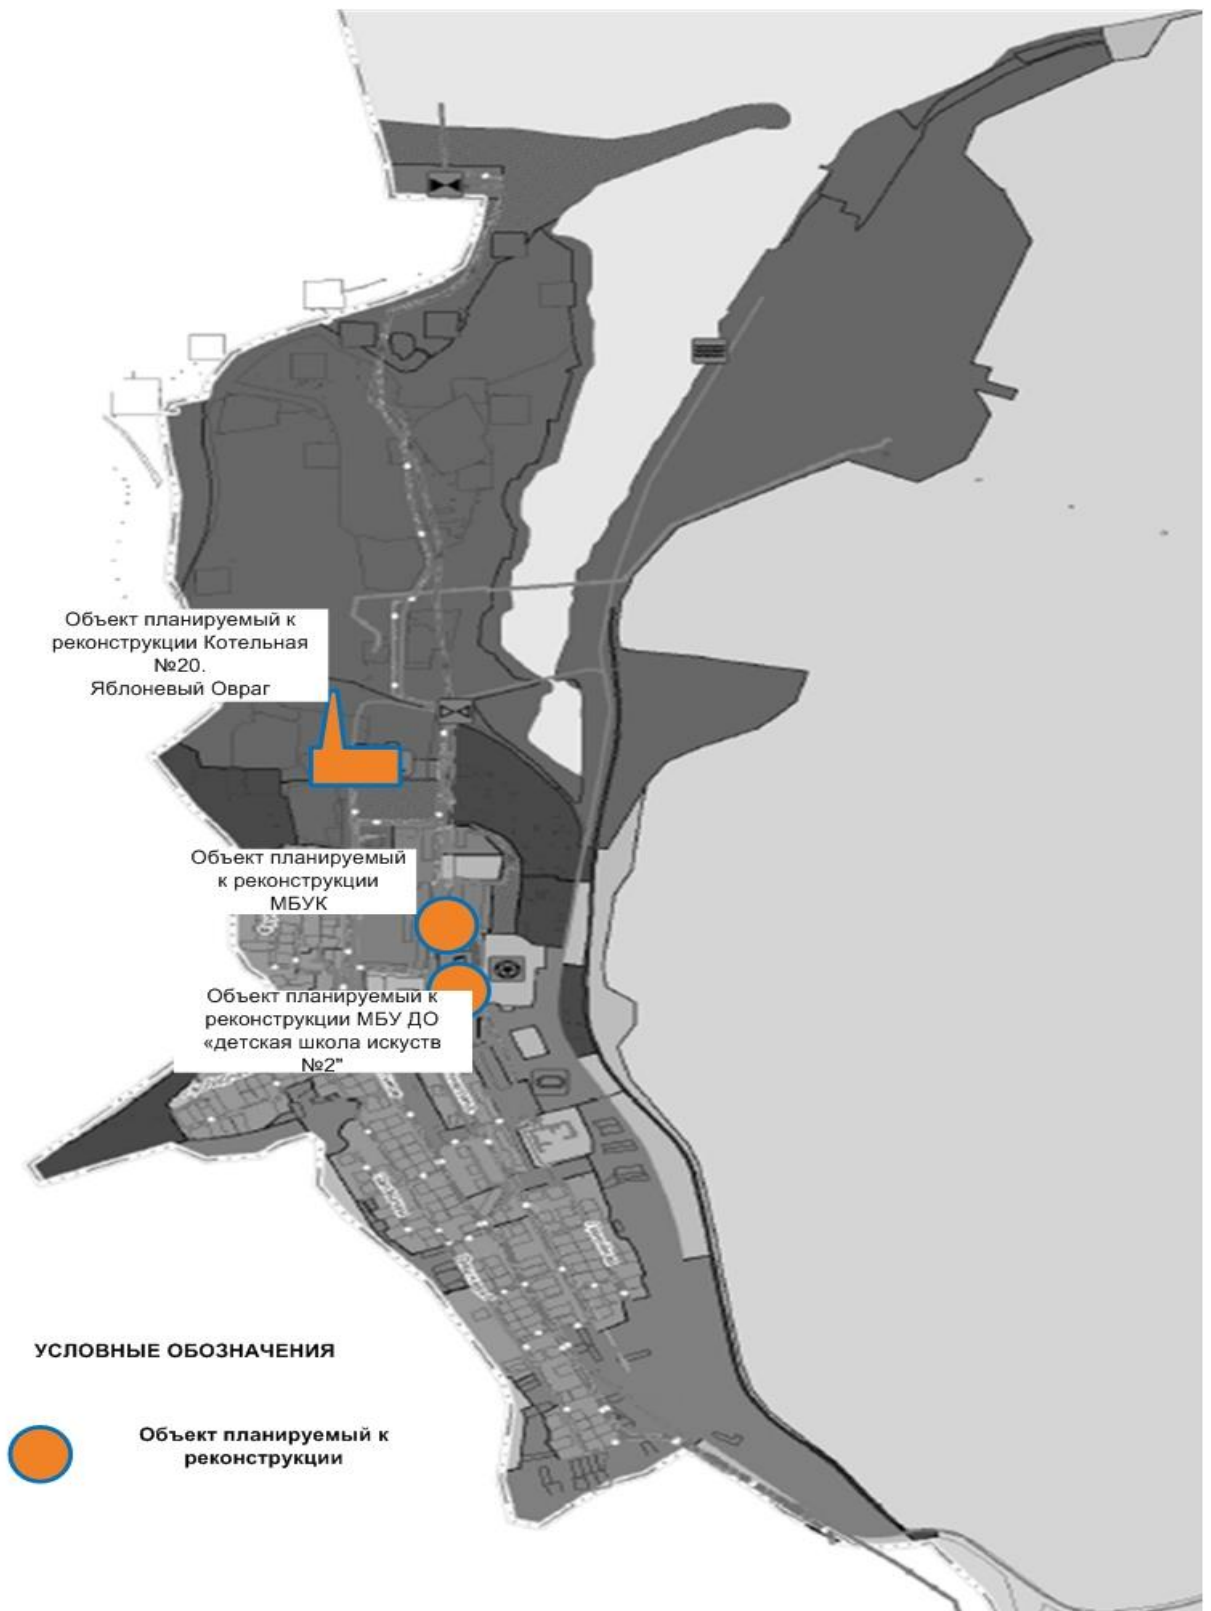 Объект планируемый к
реконструкции Котельная
№20.
Яблоневый Овраг
Объект планируемый
к реконструкции
МБУК
Объект планируемый к
реконструкции МБУ ДО
«детская школа искуств
№2"
УСЛОВНЫЕ ОБОЗНАЧЕНИЯ
Объект планируемый к
реконструкции